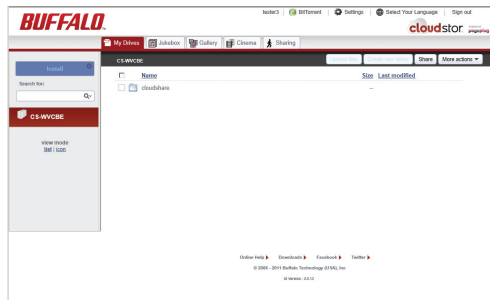 tester3 BitTorrent Settings Select Your Language Sign out
BUFFALO
cloudstor pogoplug
My Drives Jukebox Gallery Cinema Sharing
Install
CS-WVCBE
Share More actions
Search for:
Name Size Last modified
cloudshare --
CS-WVCBE
view mode
list | icon
Online Help Downloads Facebook Twitter
© 2008 - 2011 Buffalo Technology (USA), Inc